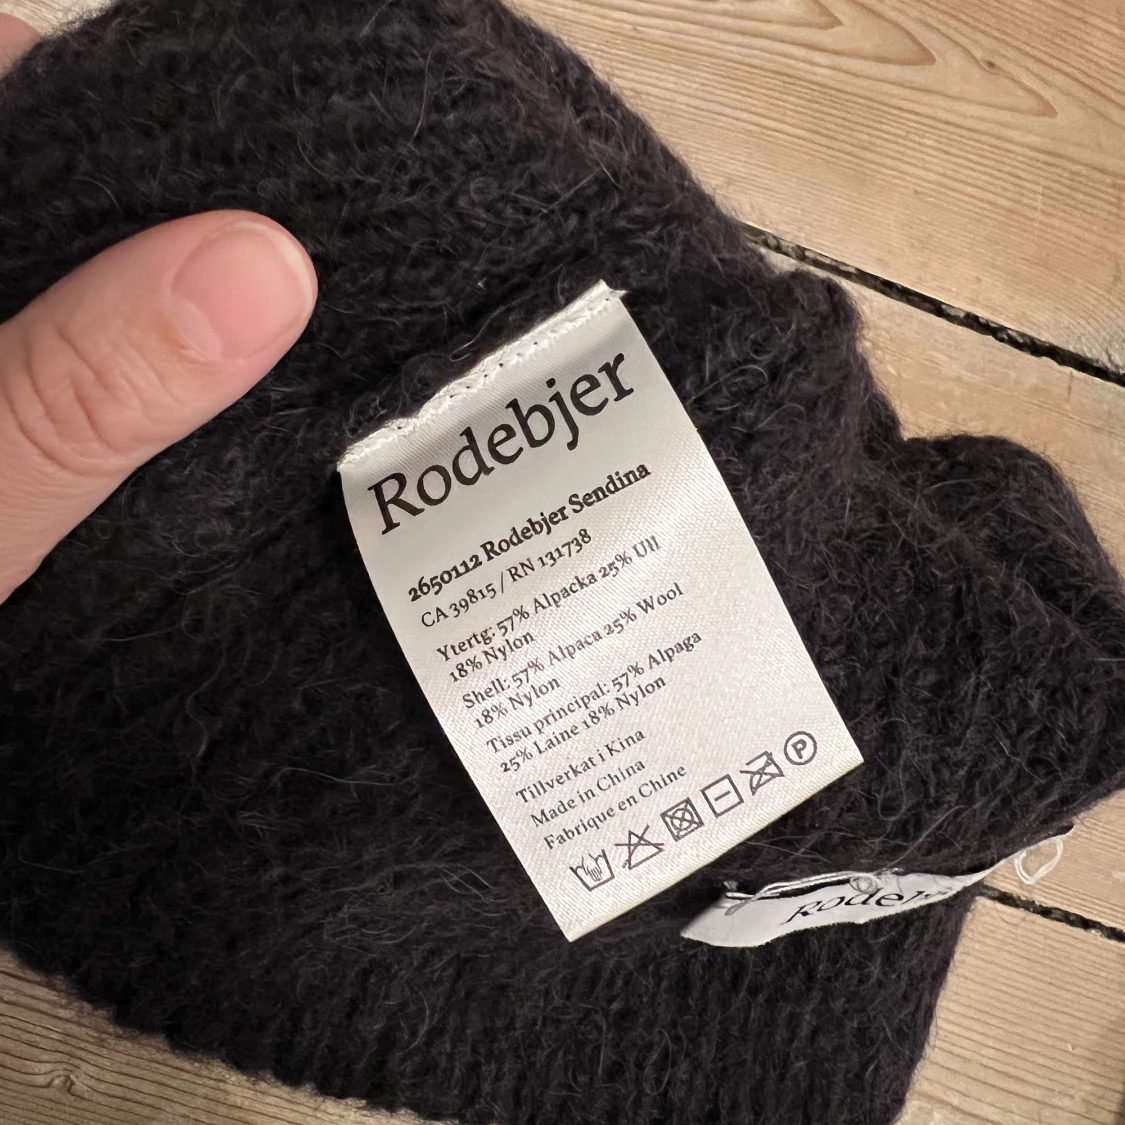 Rodebjer
2650112 Rodebjer Sendina
CA 39815 / RN 131738
Ytertg: 57% Alpacka 25% Ull
18% Nylon
Shell: 57% Alpaca 25% Wool
18% Nylon
Tissu principal: 57% Alpaga
25% Laine 18% Nylon
Tillverkat i Kina
Made in China
Fabrique en Chine
P